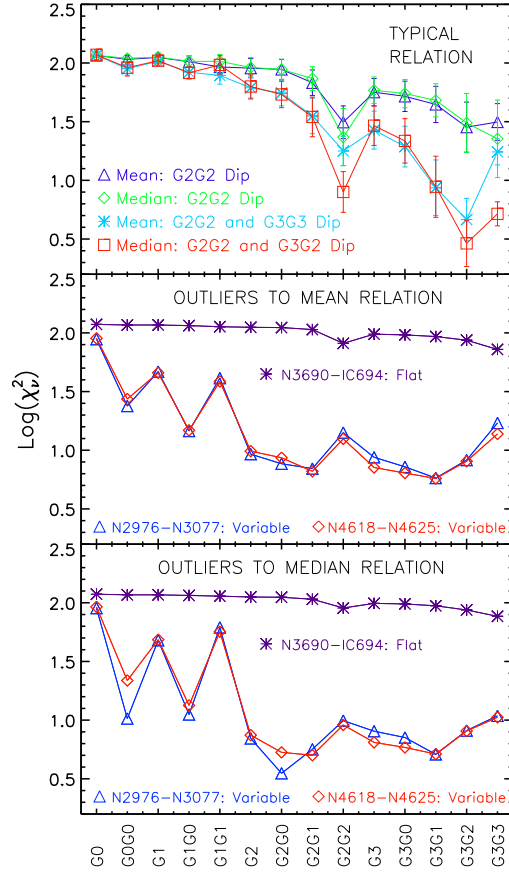 2.5
TYPICAL
RELATION
2.0
1.5
1.0
0.5
△ Mean: G2G2 Dip
◇ Median: G2G2 Dip
✳ Mean: G2G2 and G3G3 Dip
□ Median: G2G2 and G3G2 Dip
Log(χ²ᵥ)
OUTLIERS TO MEAN RELATION
2.0
1.5
1.0
0.5
✳ N3690−IC694: Flat
△ N2976−N3077: Variable ◇ N4618−N4625: Variable
OUTLIERS TO MEDIAN RELATION
2.5
2.0
1.5
1.0
0.5
✳ N3690−IC694: Flat
△ N2976−N3077: Variable ◇ N4618−N4625: Variable
G0
G0G0
G1
G1G0
G1G1
G2
G2G0
G2G1
G2G2
G3
G3G0
G3G1
G3G2
G3G3